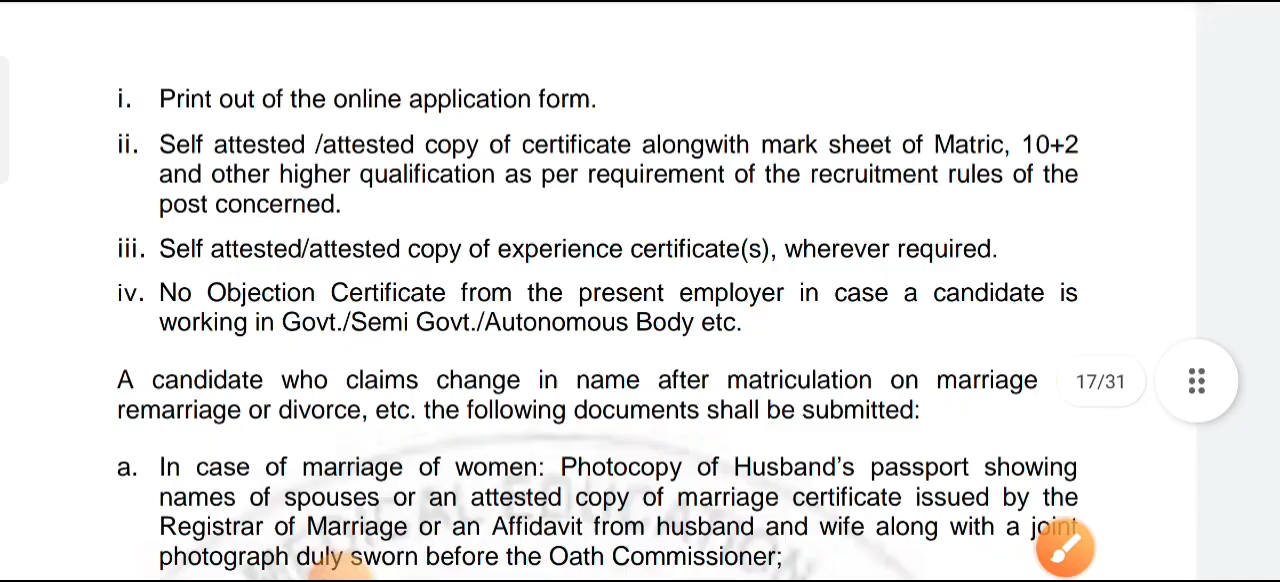 i. Print out of the online application form.
ii. Self attested /attested copy of certificate alongwith mark sheet of Matric, 10+2
and other higher qualification as per requirement of the recruitment rules of the
post concerned.
iii. Self attested/attested copy of experience certificate(s), wherever required.
iv. No Objection Certificate from the present employer in case a candidate is
working in Govt./Semi Govt./Autonomous Body etc.
A candidate who claims change in name after matriculation on marriage
17/31
remarriage or divorce, etc. the following documents shall be submitted:
a. In case of marriage of women: Photocopy of Husband's passport showing
names of spouses or an attested copy of marriage certificate issued by the
Registrar of Marriage or an Affidavit from husband and wife along with a joint
photograph duly sworn before the Oath Commissioner;